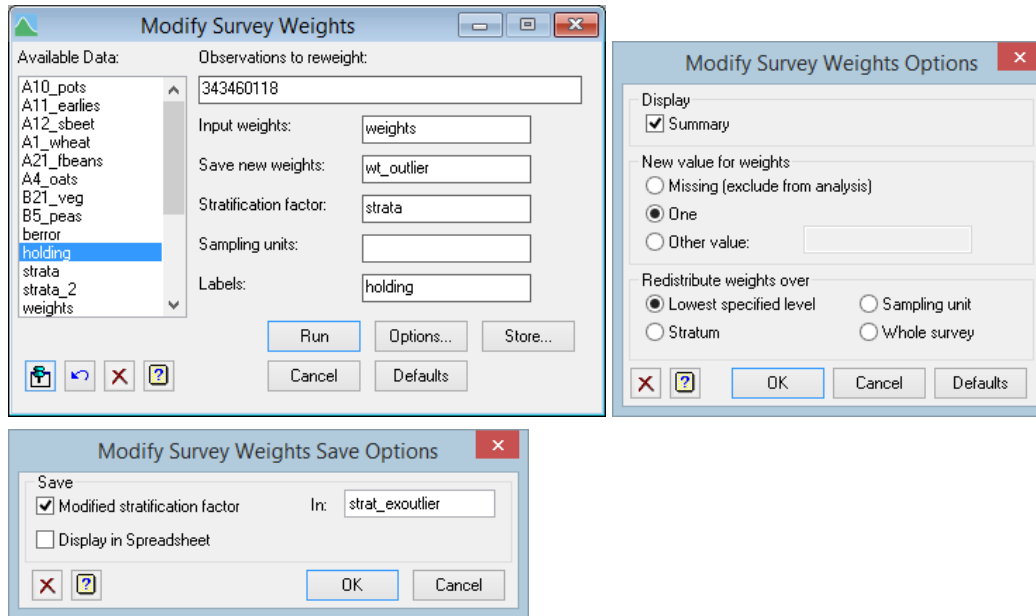 Modify Survey Weights
Available Data:
A10_pots
A11_earlies
A12_sbeet
A1_wheat
A21_fbeans
A4_oats
B21_veg
B5_peas
berror
holding
strata
strata_2
weights
Observations to reweight:
343460118
Input weights: weights
Save new weights: wt_outlier
Stratification factor: strata
Sampling units:
Labels: holding
Run Options... Store...
Cancel Defaults
Modify Survey Weights Options
Display
Summary
New value for weights
Missing (exclude from analysis)
One
Other value:
Redistribute weights over
Lowest specified level Sampling unit
Stratum Whole survey
OK Cancel Defaults
Modify Survey Weights Save Options
Save
Modified stratification factor In: strat_exoutlier
Display in Spreadsheet
OK Cancel